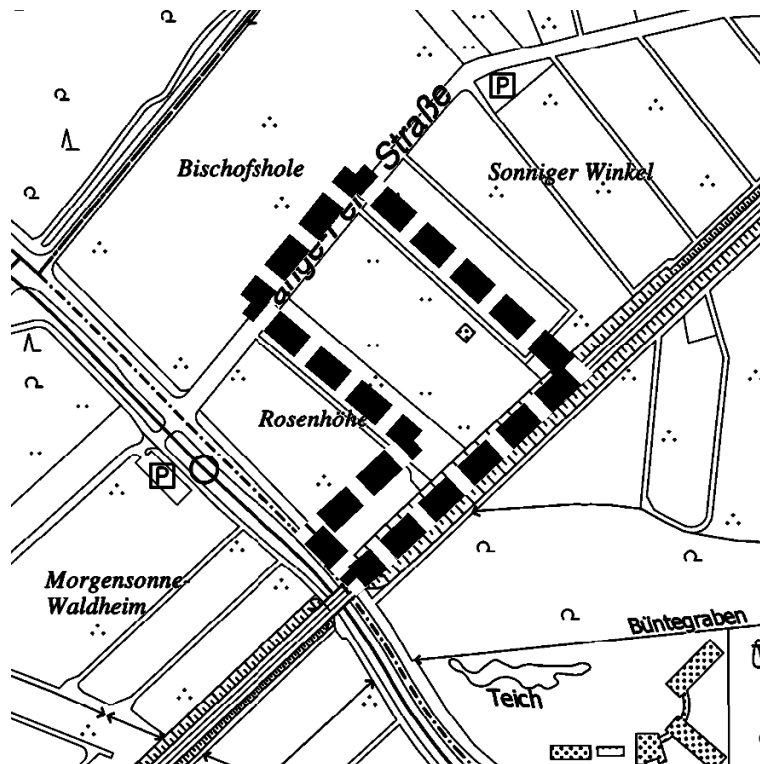 P
Straße
Bischofshole
Sonniger Winkel
Rosenhöhe
P
Morgensonne-
Waldheim
Büntegraben
Teich